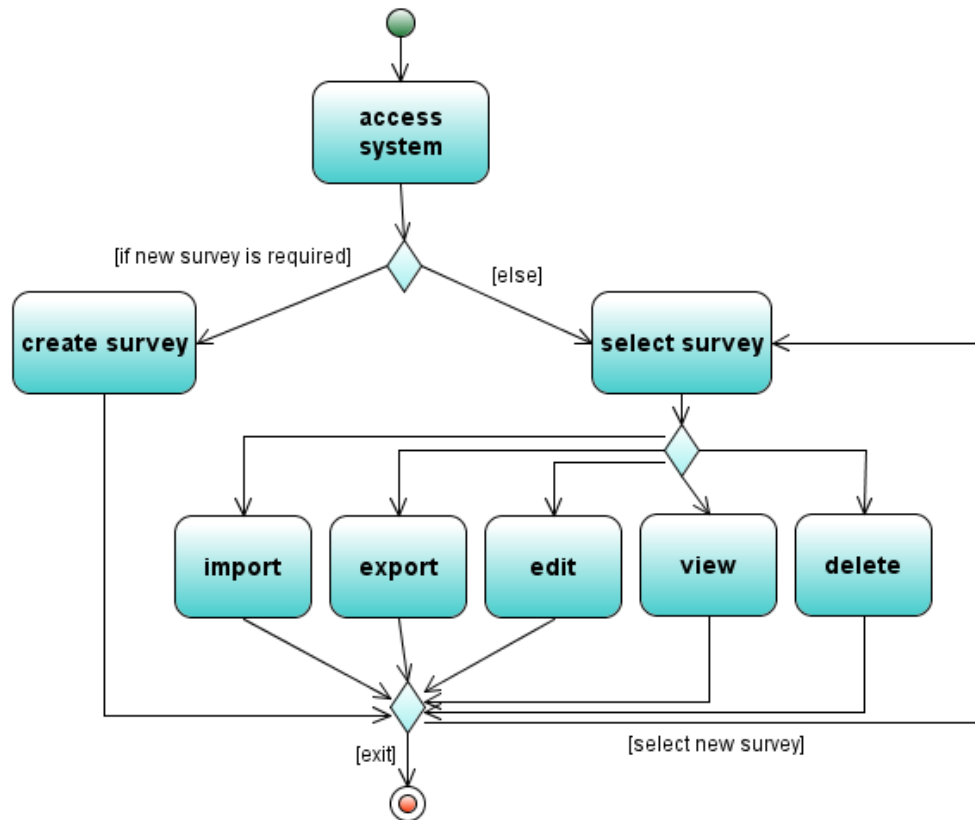 access
system
[if new survey is required]
[else]
create survey
select survey
import
export
edit
view
delete
[exit]
[select new survey]